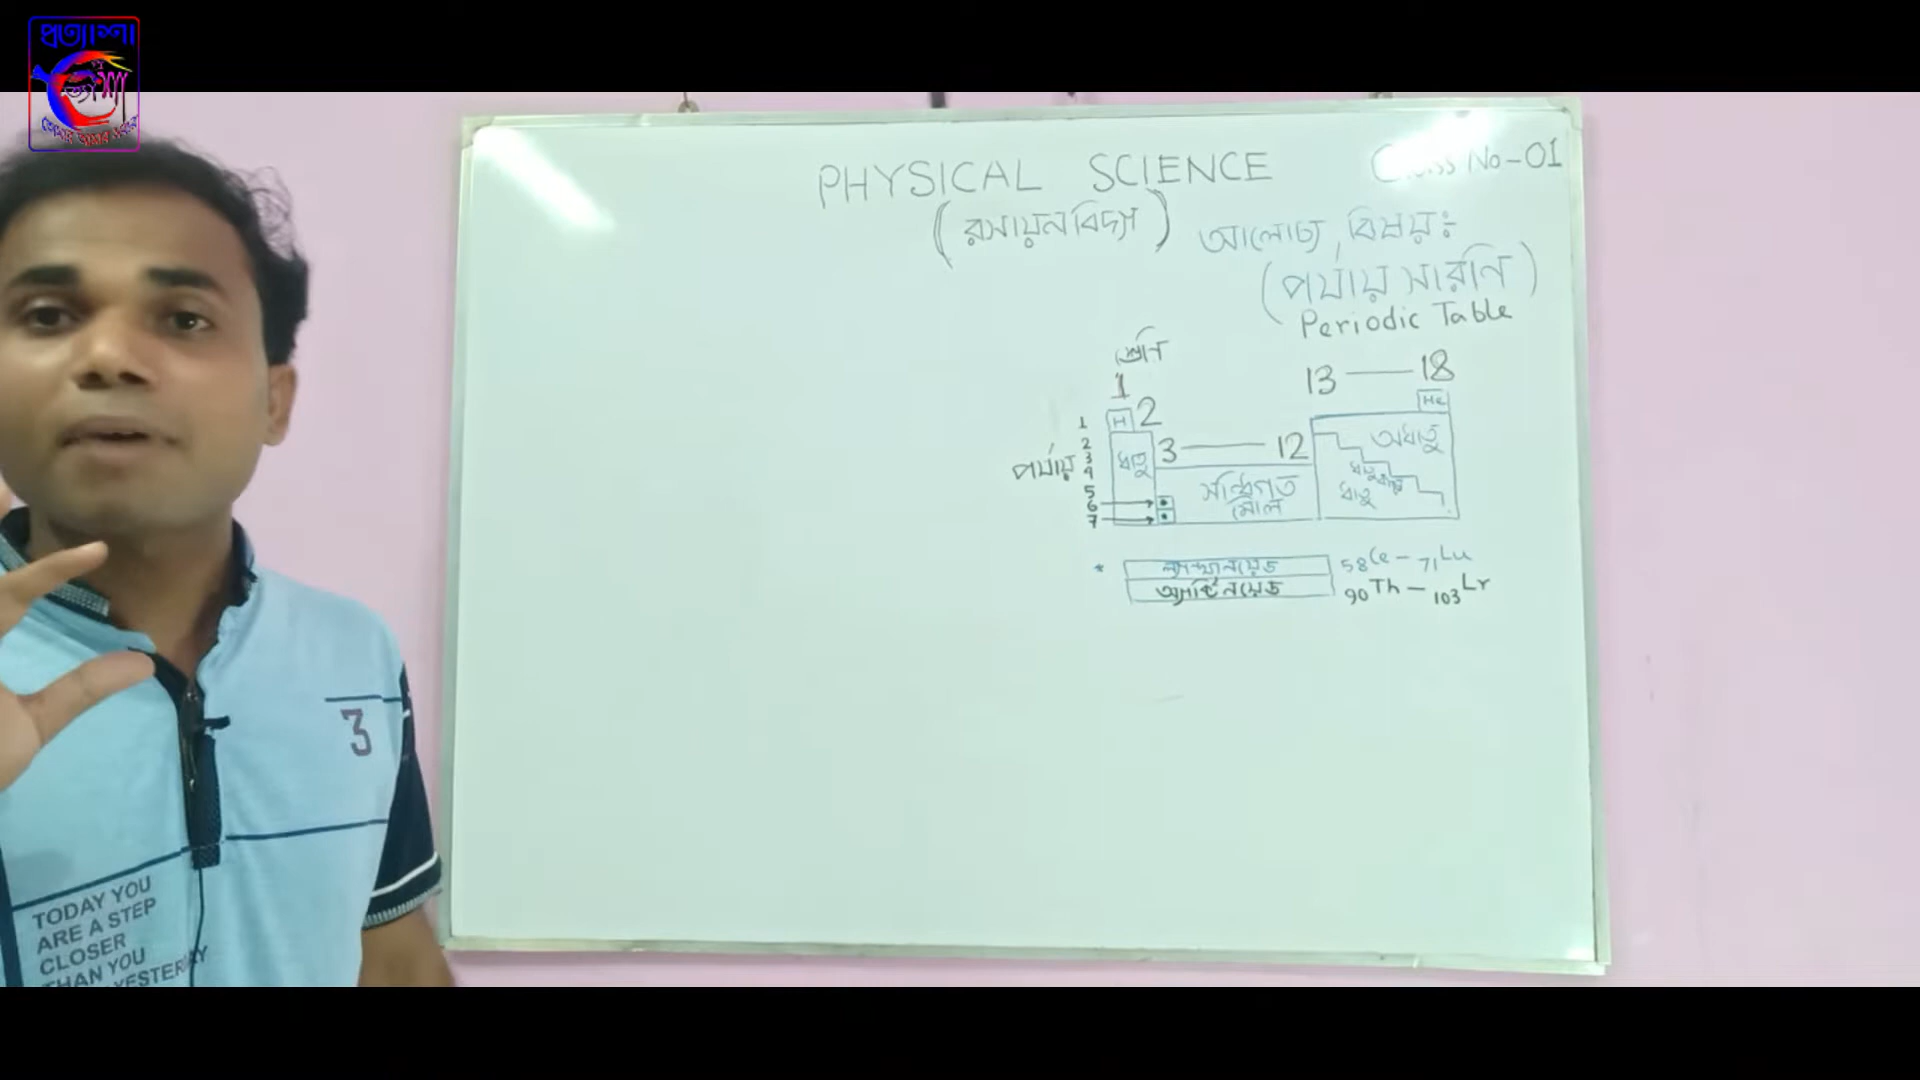 প্রত্যাশা
PHYSICAL SCIENCE
Class No-01
(রসায়নবিদ্যা)
আলোচ্য বিষয়ঃ
(পর্যায় সারণি)
Periodic Table
শ্রেণি
1
13 — 18
He
1
H
2
2
3
4
5
6
7
পর্যায়
ধাতু
3 — 12
সন্ধিগত
মৌল
অধাতু
ধাতুকল্প
ধাতু
* ল্যান্থানয়েড 58Ce - 71Lu
অ্যাক্টিনয়েড 90Th - 103Lr
3
TODAY YOU
ARE A STEP
CLOSER
THAN YOU
YESTERDAY